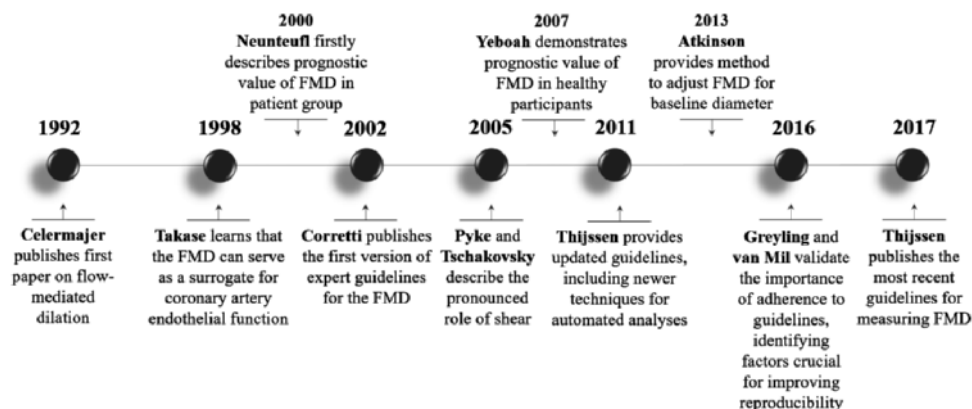 2000
Neunteufl firstly
describes prognostic
value of FMD in
patient group
2007
Yeboah demonstrates
prognostic value of
FMD in healthy
participants
2013
Atkinson
provides method
to adjust FMD for
baseline diameter
1992
1998
2002
2005
2011
2016
2017
Celermajer
publishes first
paper on flow-
mediated
dilation
Takase learns that
the FMD can serve
as a surrogate for
coronary artery
endothelial function
Corretti publishes
the first version of
expert guidelines
for the FMD
Pyke and
Tschakovsky
describe the
pronounced
role of shear
Thijssen provides
updated guidelines,
including newer
techniques for
automated analyses
Greyling and
van Mil validate
the importance
of adherence to
guidelines,
identifying
factors crucial
for improving
reproducibility
Thijssen
publishes the
most recent
guidelines for
measuring FMD